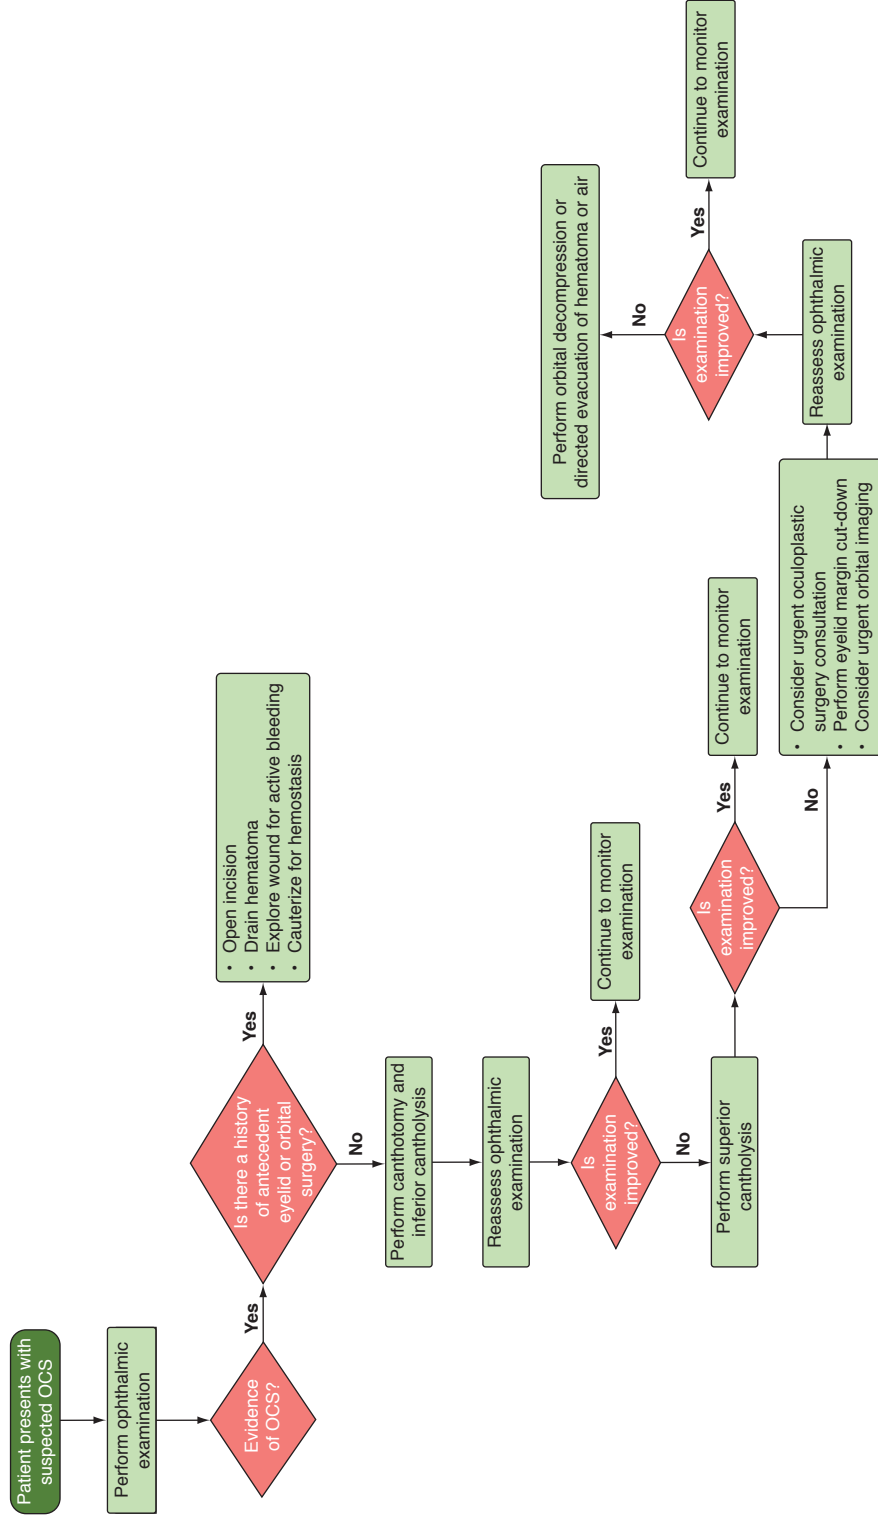 Patient presents with
suspected OCS
Perform ophthalmic
examination
Evidence
of OCS?
Yes
Is there a history
of antecedent
eyelid or orbital
surgery?
Yes
• Open incision
• Drain hematoma
• Explore wound for active bleeding
• Cauterize for hemostasis
No
Perform canthotomy and
inferior cantholysis
Reassess ophthalmic
examination
Is
examination
improved?
Yes
Continue to monitor
examination
No
Perform superior
cantholysis
Is
examination
improved?
Yes
Continue to monitor
examination
No
• Consider urgent oculoplastic
surgery consultation
• Perform eyelid margin cut-down
• Consider urgent orbital imaging
Reassess ophthalmic
examination
Is
examination
improved?
Yes
Continue to monitor
examination
No
Perform orbital decompression or
directed evacuation of hematoma or air